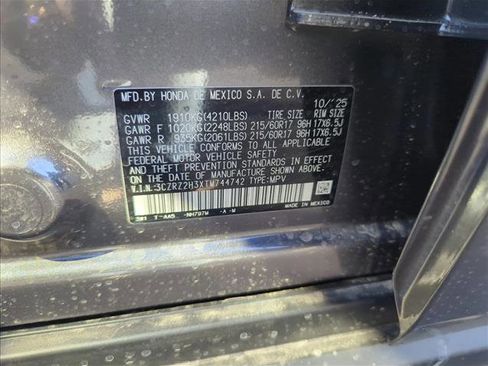 MFD.BY HONDA DE MEXICO S.A. DE C.V.
10/'25
GVWR 1910KG(4210LBS) TIRE SIZE RIM SIZE
GAWR F 1020KG(2248LBS) 215/60R17 96H 17X6.5J
GAWR R 935KG(2061LBS) 215/60R17 96H 17X6.5J
THIS VEHICLE CONFORMS TO ALL APPLICABLE
FEDERAL MOTOR VEHICLE SAFETY
STANDARDS IN EFFECT ON THE DATE OF
MANUFACTURE SHOWN ABOVE.
V.I.N.:3CZRZ2H3XTM744742 TYPE:MPV
NH797M -A -W
MADE IN MEXICO